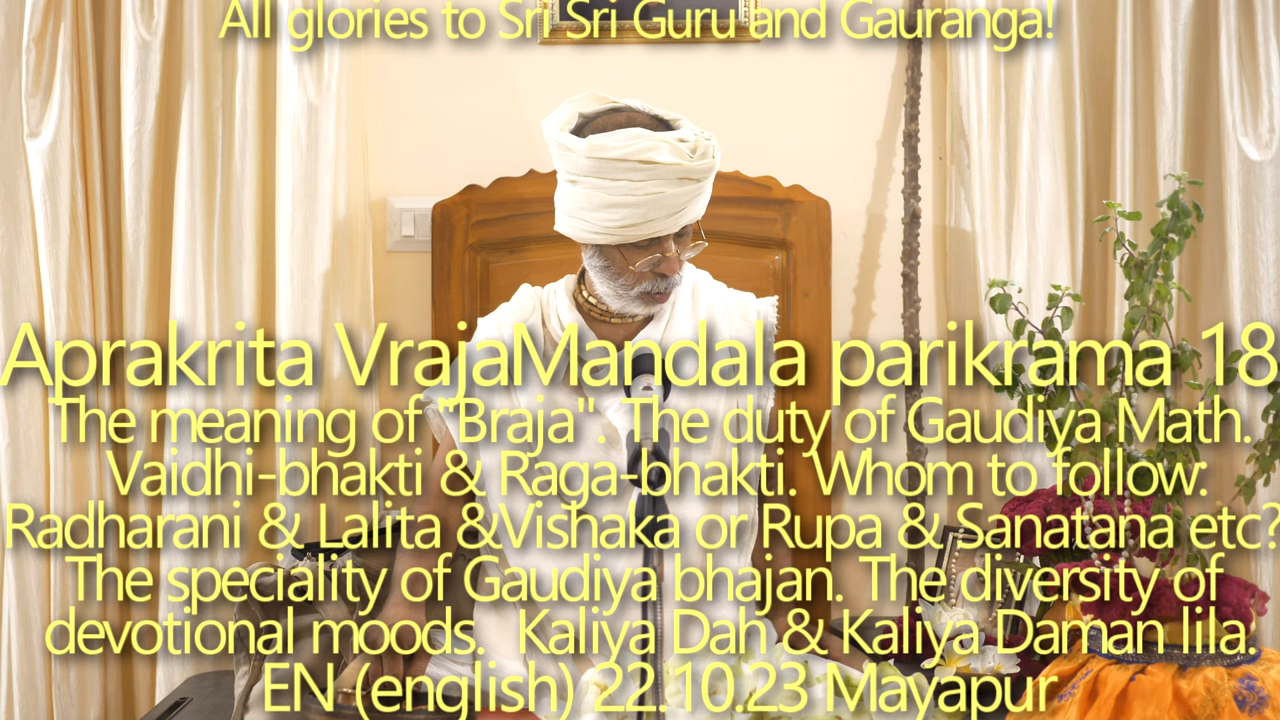 All glories to Sri Sri Guru and Gauranga!
Aprakrita VrajaMandala parikrama 18
The meaning of "Braja". The duty of Gaudiya Math.
Vaidhi-bhakti & Raga-bhakti. Whom to follow:
Radharani & Lalita &Vishaka or Rupa & Sanatana etc?
The speciality of Gaudiya bhajan. The diversity of
devotional moods. Kaliya Dah & Kaliya Daman lila.
EN (english) 22.10.23 Mayapur